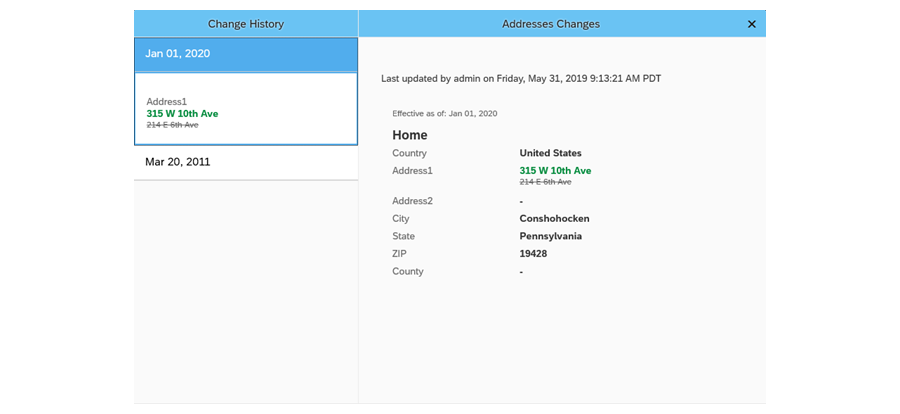 Change History
Jan 01, 2020
Address1
315 W 10th Ave
214 E 6th Ave
Mar 20, 2011
Addresses Changes
Last updated by admin on Friday, May 31, 2019 9:13:21 AM PDT
Effective as of: Jan 01, 2020
Home
Country United States
Address1 315 W 10th Ave
214 E 6th Ave
Address2 -
City Conshohocken
State Pennsylvania
ZIP 19428
County -